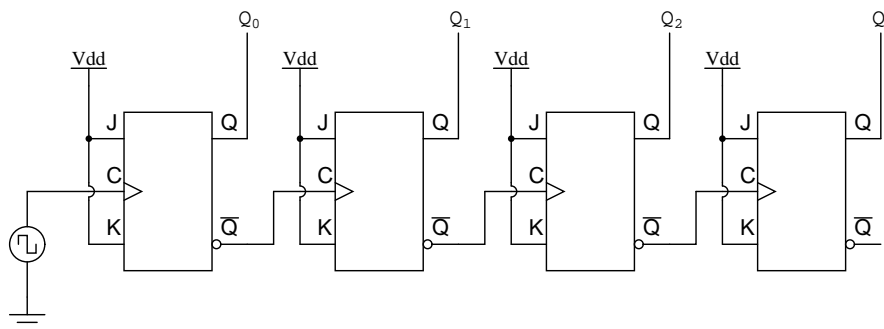 Q0 Q1 Q2 Q
Vdd Vdd Vdd Vdd
J Q J Q J Q J Q
C C C C
K Q̅ K Q̅ K Q̅ K Q̅